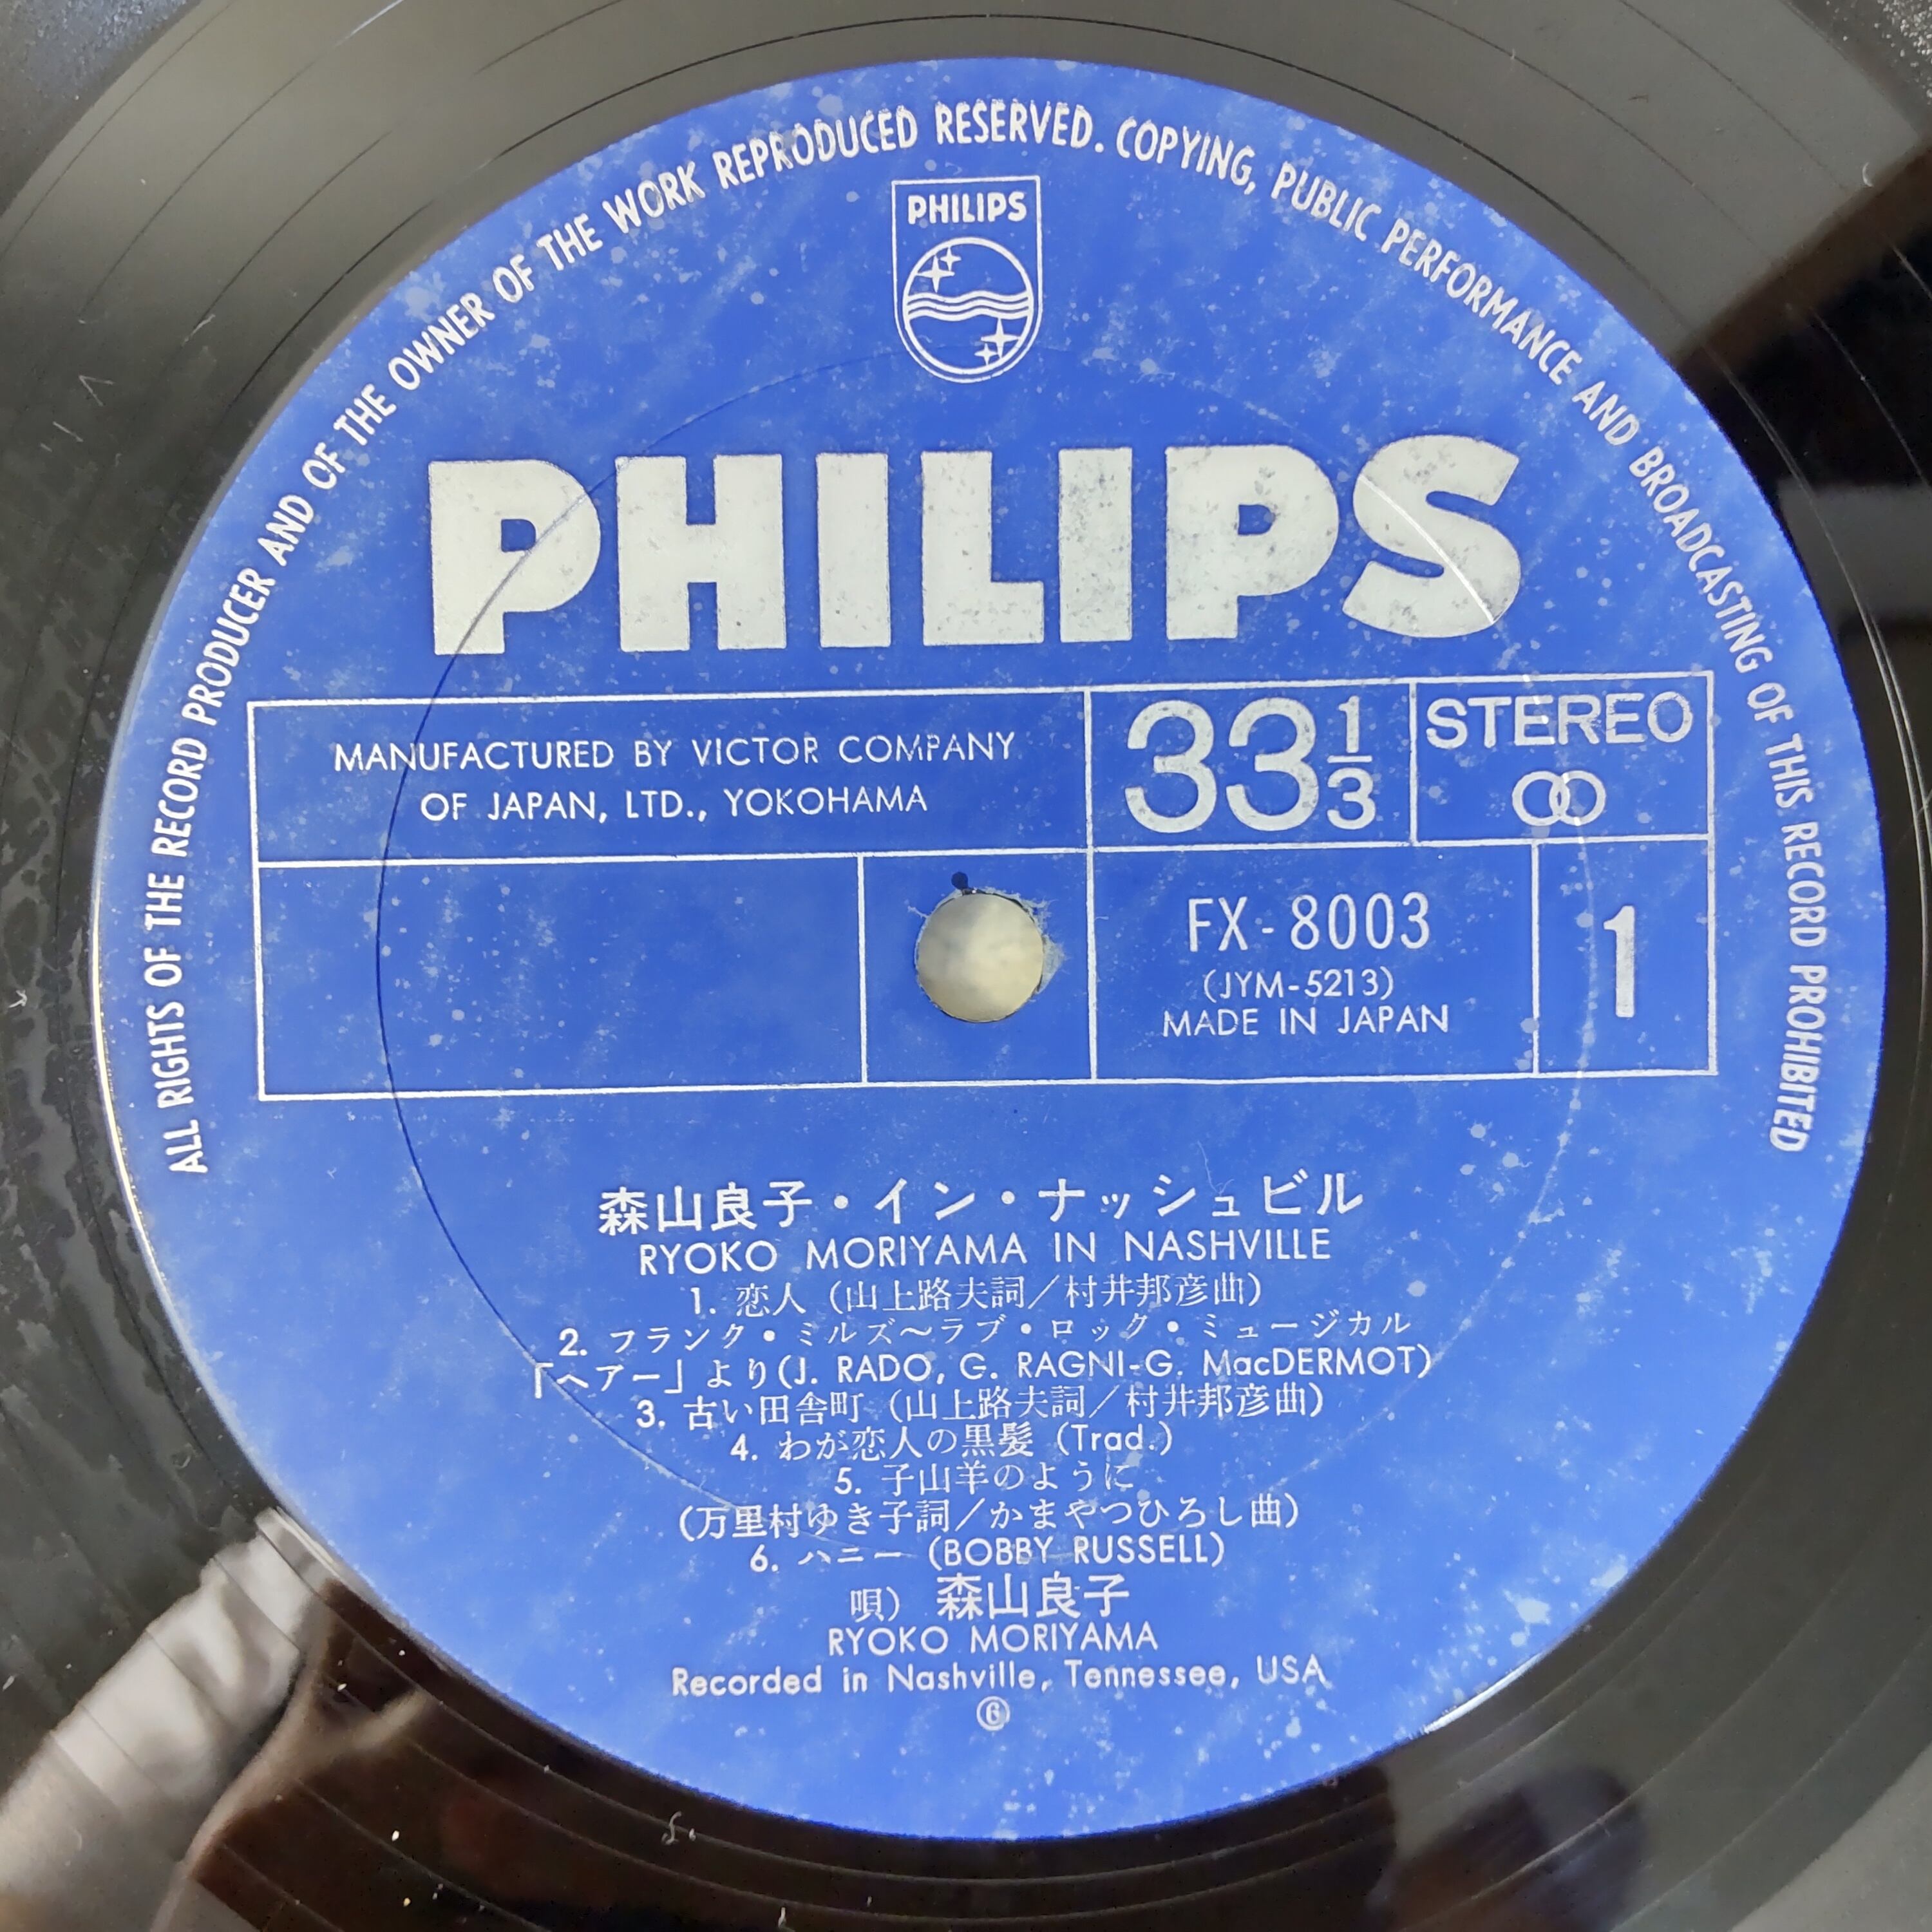 ALL RIGHTS OF THE RECORD PRODUCER AND OF THE OWNER OF THE WORK REPRODUCED RESERVED. COPYING, PUBLIC PERFORMANCE AND BROADCASTING OF THIS RECORD PROHIBITED
PHILIPS
PHILIPS
MANUFACTURED BY VICTOR COMPANY
OF JAPAN, LTD., YOKOHAMA
33 1/3
STEREO
FX-8003
(JYM-5213)
MADE IN JAPAN
1
森山良子・イン・ナッシュビル
RYOKO MORIYAMA IN NASHVILLE
1. 恋人（山上路夫詞／村井邦彦曲）
2. フランク・ミルズ～ラブ・ロック・ミュージカル
「ヘアー」より(J. RADO, G. RAGNI-G. MacDERMOT)
3. 古い田舎町（山上路夫詞／村井邦彦曲）
4. わが恋人の黒髪（Trad.）
5. 子山羊のように
（万里村ゆき子詞／かまやつひろし曲）
6. ハニー（BOBBY RUSSELL）
唄） 森山良子
RYOKO MORIYAMA
Recorded in Nashville, Tennessee, USA
⑥